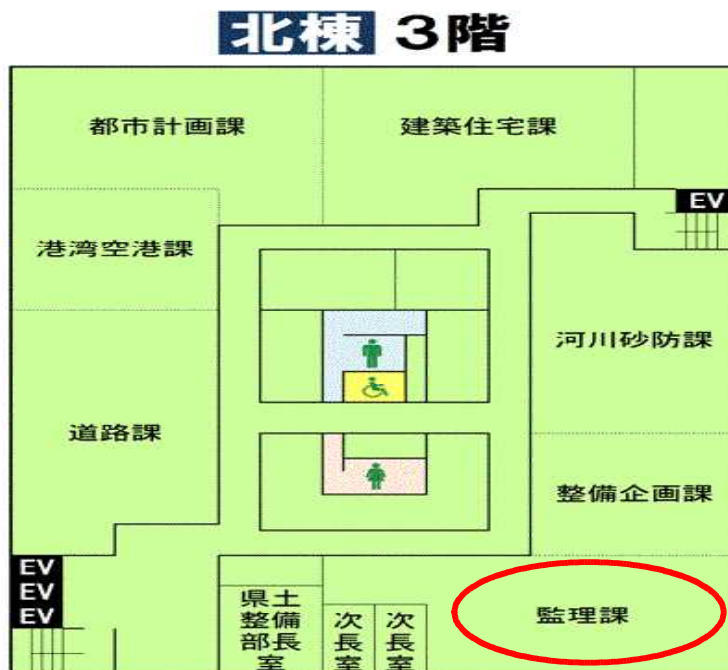 北棟 3階
都市計画課
建築住宅課
EV
港湾空港課
河川砂防課
道路課
整備企画課
EV
EV
EV
県土整備部長室
次長室
次長室
監理課